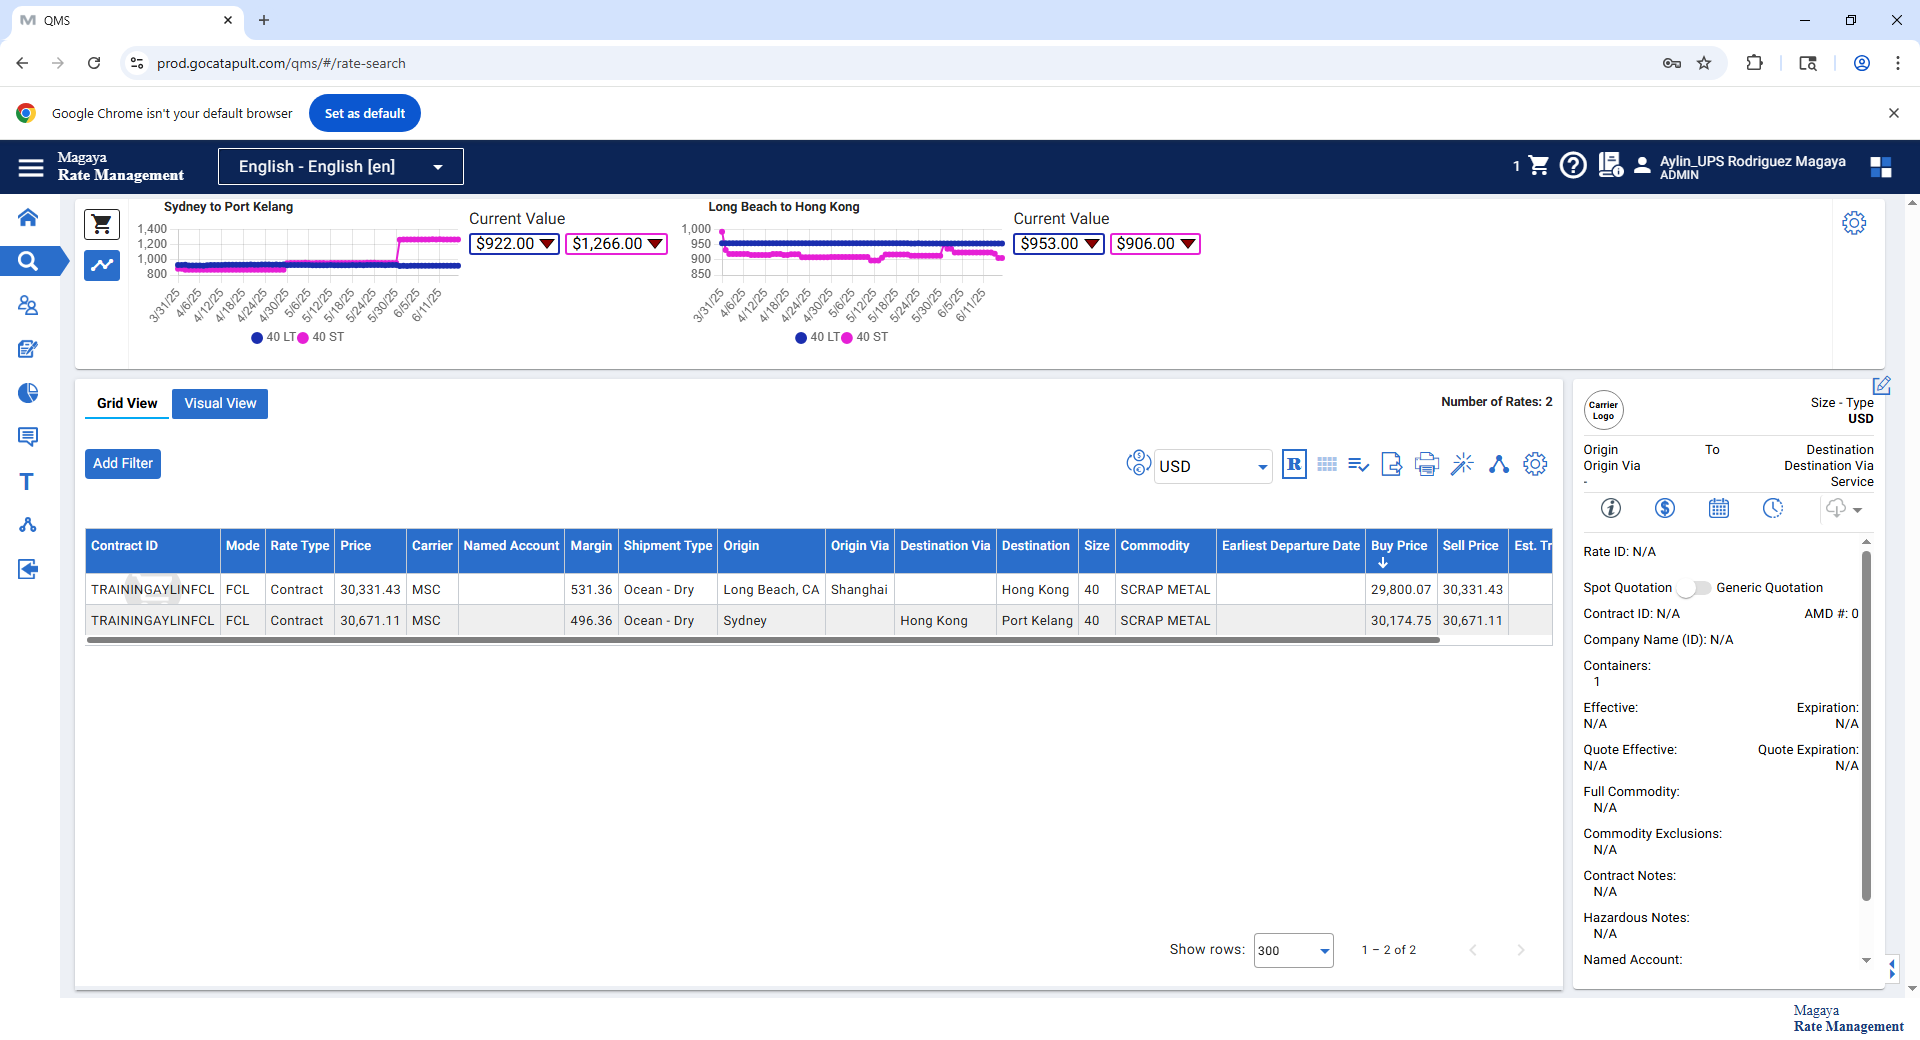 QMS
prod.gocatapult.com/qms/#/rate-search
Google Chrome isn't your default browser
Set as default
Magaya
Rate Management
English - English [en]
1
Aylin_UPS Rodriguez Magaya
ADMIN
Sydney to Port Kelang
1,400
1,200
1,000
800
3/31/25 4/6/25 4/12/25 4/18/25 4/24/25 4/30/25 5/6/25 5/12/25 5/18/25 5/24/25 5/30/25 6/5/25 6/11/25
40 LT 40 ST
Current Value
$922.00 $1,266.00
Long Beach to Hong Kong
1,000
950
900
850
3/31/25 4/6/25 4/12/25 4/18/25 4/24/25 4/30/25 5/6/25 5/12/25 5/18/25 5/24/25 5/30/25 6/5/25 6/11/25
40 LT 40 ST
Current Value
$953.00 $906.00
Grid View Visual View
Number of Rates: 2
Add Filter
USD
R
Contract ID Mode Rate Type Price Carrier Named Account Margin Shipment Type Origin Origin Via Destination Via Destination Size Commodity Earliest Departure Date Buy Price Sell Price Est. Tr
TRAININGAYLINFCL FCL Contract 30,331.43 MSC 531.36 Ocean - Dry Long Beach, CA Shanghai Hong Kong 40 SCRAP METAL 29,800.07 30,331.43
TRAININGAYLINFCL FCL Contract 30,671.11 MSC 496.36 Ocean - Dry Sydney Hong Kong Port Kelang 40 SCRAP METAL 30,174.75 30,671.11
Show rows: 300 1 – 2 of 2
Carrier
Logo
Size - Type
USD
Origin To Destination
Origin Via Destination Via
- Service
Rate ID: N/A
Spot Quotation Generic Quotation
Contract ID: N/A AMD #: 0
Company Name (ID): N/A
Containers:
1
Effective: Expiration:
N/A N/A
Quote Effective: Quote Expiration:
N/A N/A
Full Commodity:
N/A
Commodity Exclusions:
N/A
Contract Notes:
N/A
Hazardous Notes:
N/A
Named Account:
Magaya
Rate Management